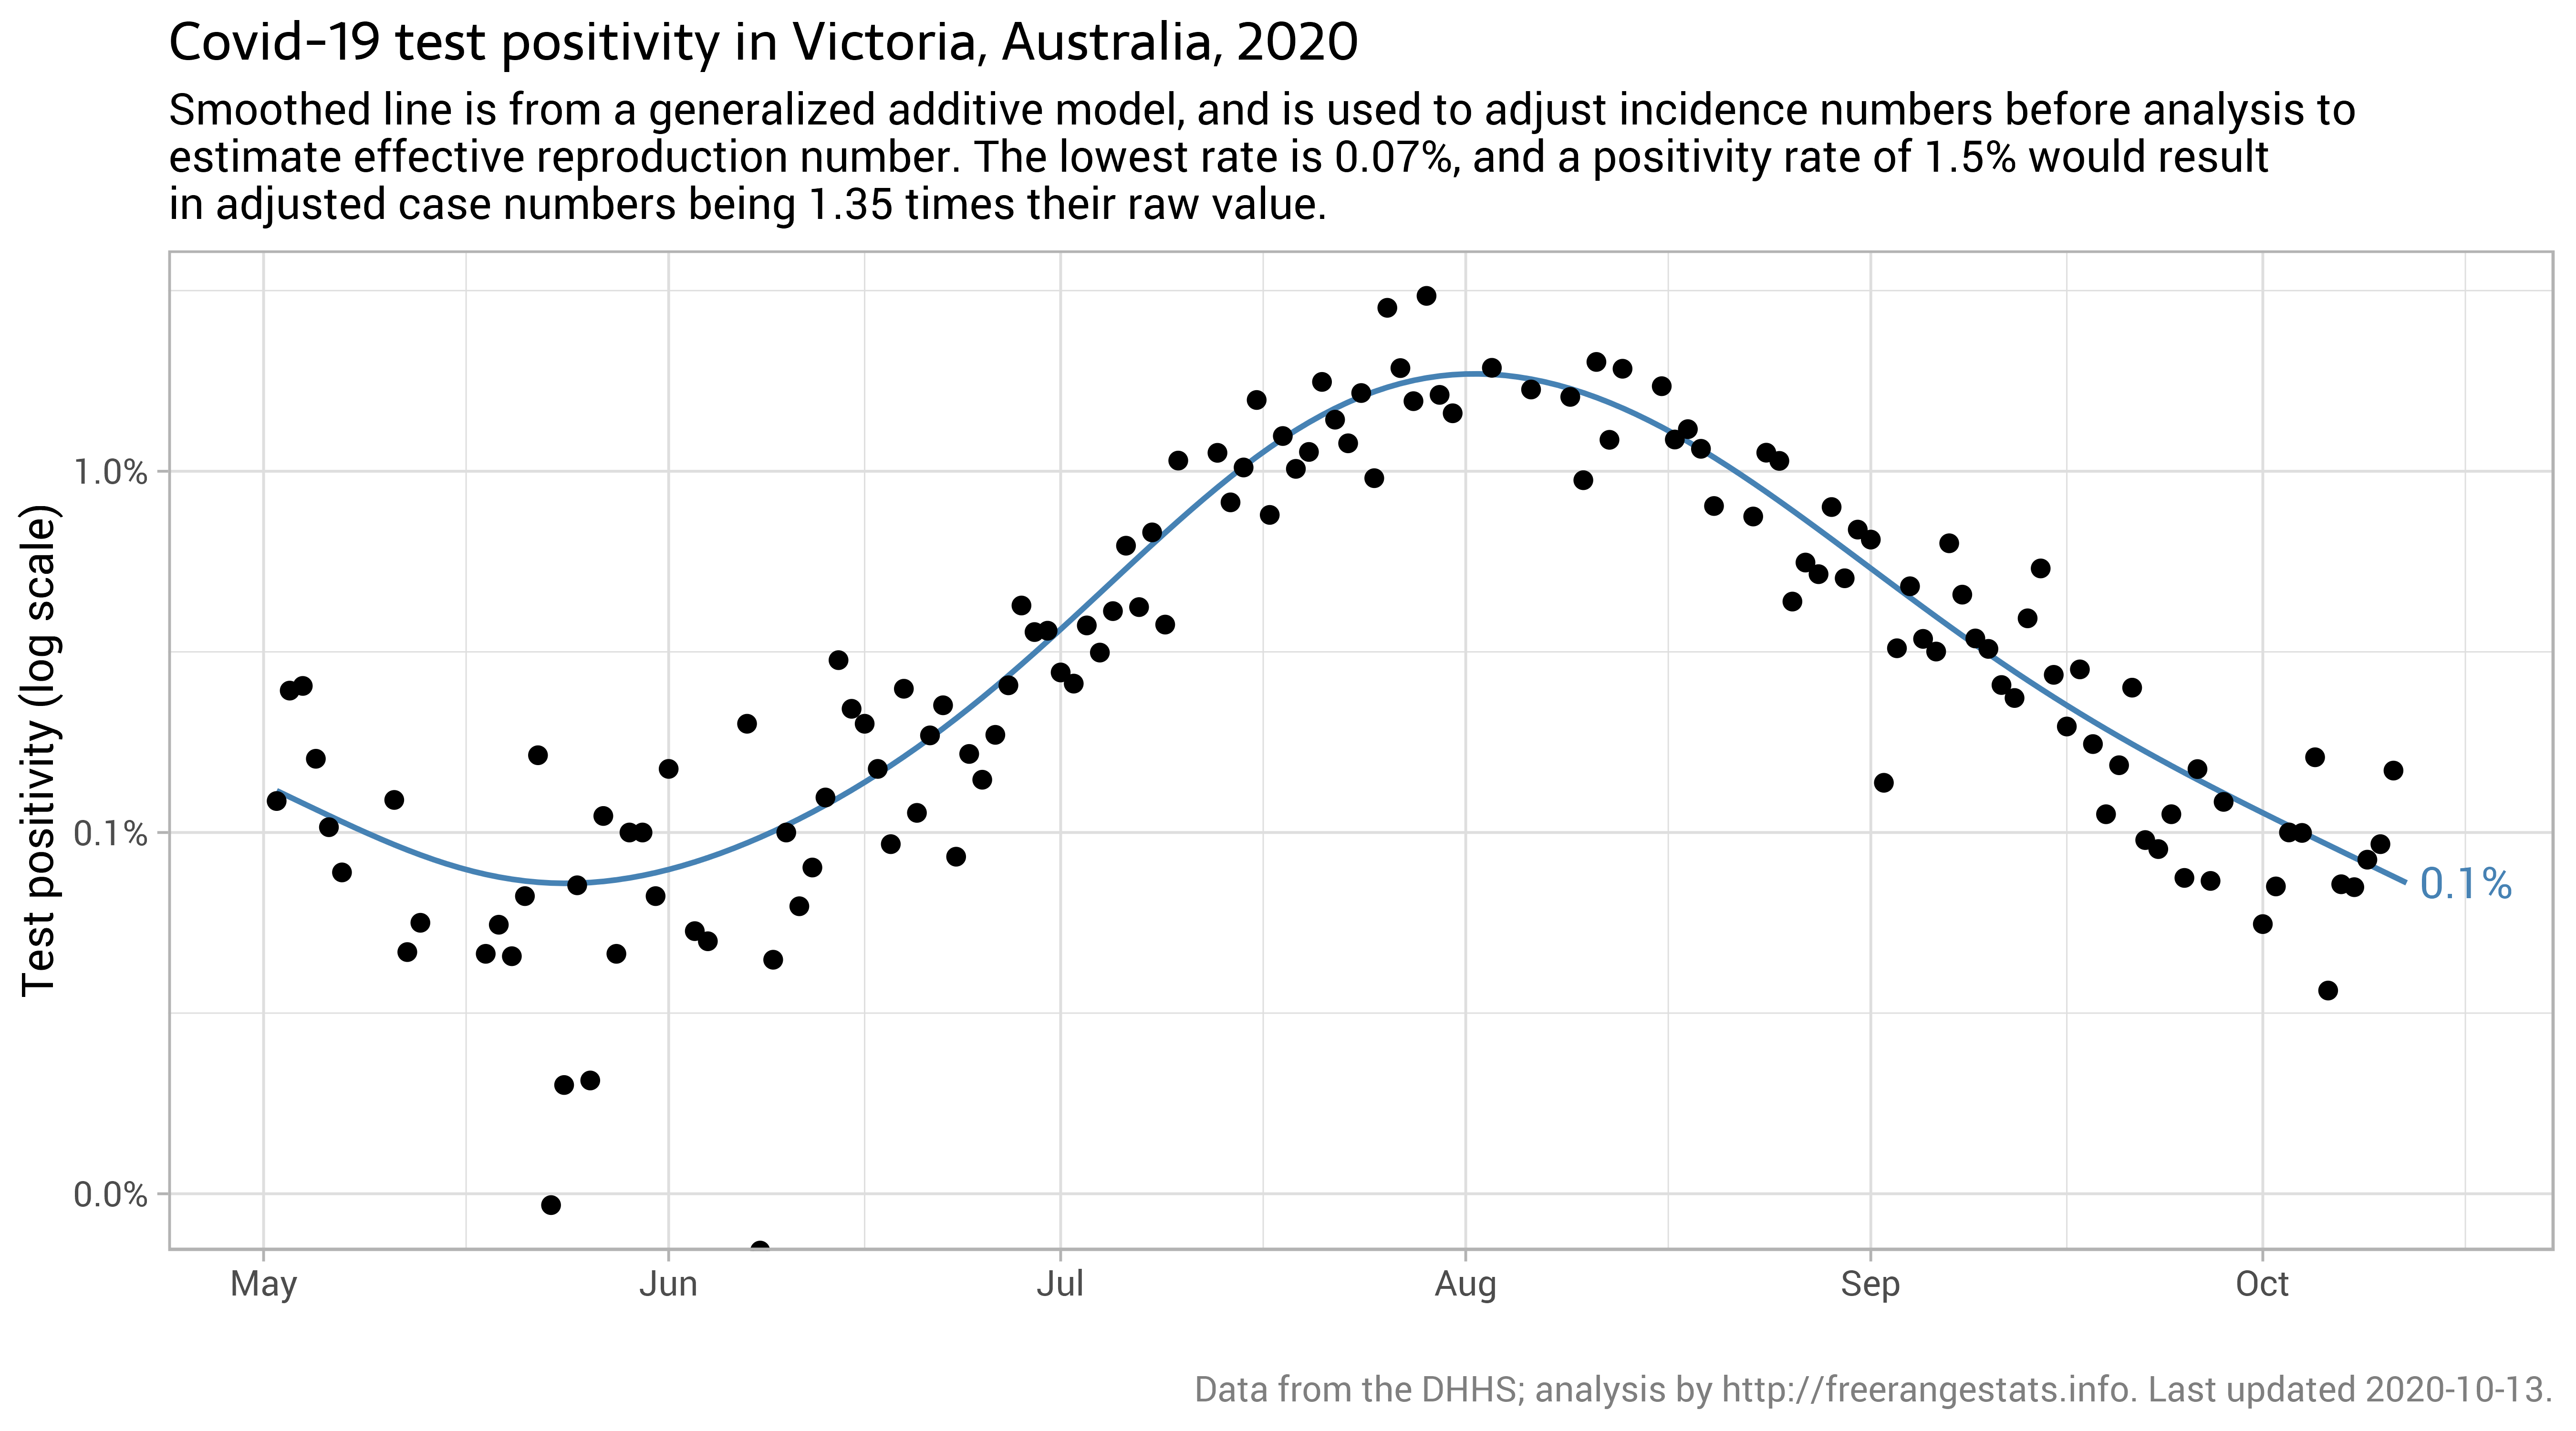 Covid-19 test positivity in Victoria, Australia, 2020
Smoothed line is from a generalized additive model, and is used to adjust incidence numbers before analysis to
estimate effective reproduction number. The lowest rate is 0.07%, and a positivity rate of 1.5% would result
in adjusted case numbers being 1.35 times their raw value.
Test positivity (log scale)
1.0%
0.1%
0.0%
0.1%
May
Jun
Jul
Aug
Sep
Oct
Data from the DHHS; analysis by http://freerangestats.info. Last updated 2020-10-13.